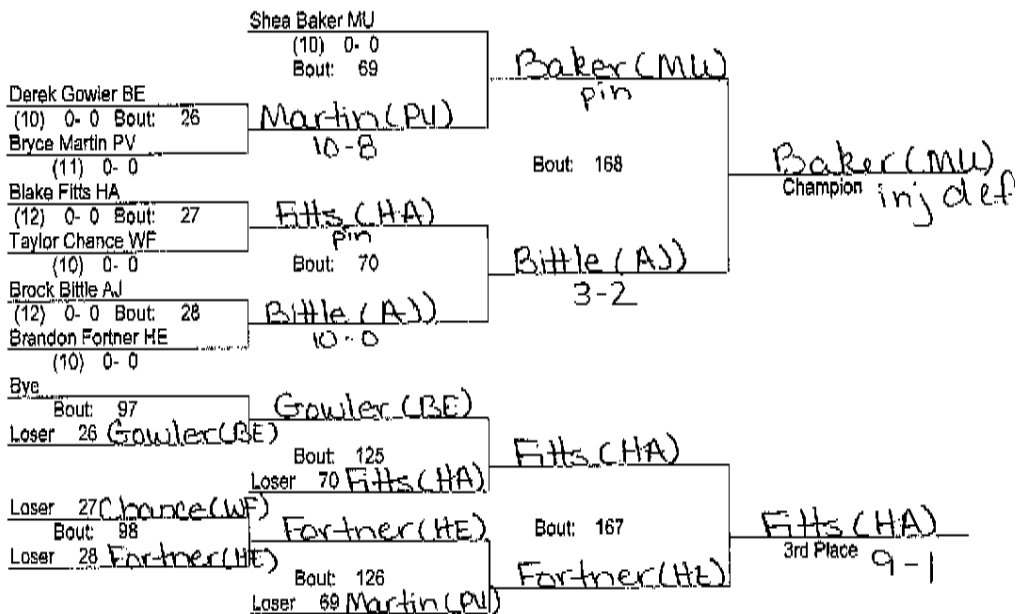 Shea Baker MU
(10) 0- 0
Bout: 69
Baker (MU)
pin
Derek Gowler BE
(10) 0- 0 Bout: 26
Martin (PV)
10-8
Bryce Martin PV
(11) 0- 0
Bout: 168
Baker (MU)
Champion inj def
Blake Fitts HA
(12) 0- 0 Bout: 27
Fitts (HA)
pin
Taylor Chance WF
(10) 0- 0
Bout: 70
Bittle (AJ)
3-2
Brock Bittle AJ
(12) 0- 0 Bout: 28
Bittle (AJ)
10-0
Brandon Fortner HE
(10) 0- 0
Bye
Bout: 97
Gowler (BE)
Loser 26 Gowler (BE)
Bout: 125
Fitts (HA)
Loser 70 Fitts (HA)
Loser 27 Chance (WF)
Bout: 98
Fortner (HE)
Bout: 167
Fitts (HA)
3rd Place 9-1
Loser 28 Fortner (HE)
Bout: 126
Fortner (HE)
Loser 69 Martin (PV)